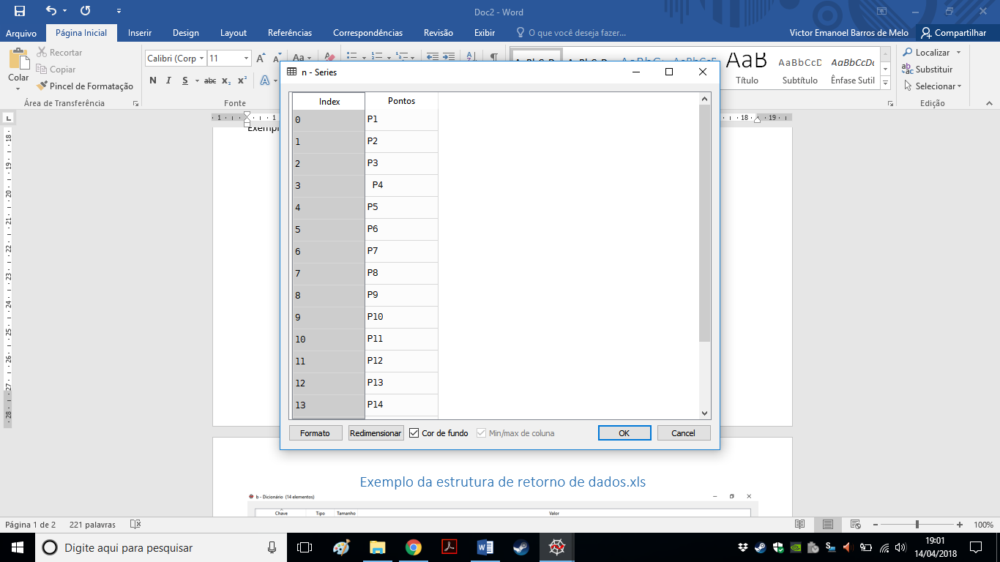 Doc2 - Word
Arquivo Página Inicial Inserir Design Layout Referências Correspondências Revisão Exibir O que você deseja fazer... Victor Emanoel Barros de Melo Compartilhar
Colar
Recortar
Copiar
Pincel de Formatação
Área de Transferência
Calibri (Corp 11
N I S abc x₂ x²
Fonte
AaB
Título
AaBbCcD
Subtítulo
AaBbCcDc
Ênfase Sutil
Localizar
Substituir
Selecionar
Edição
n - Series
Index Pontos
0 P1
1 P2
2 P3
3 P4
4 P5
5 P6
6 P7
7 P8
8 P9
9 P10
10 P11
11 P12
12 P13
13 P14
Formato Redimensionar Cor de fundo Min/max de coluna OK Cancel
Exemplo da estrutura de retorno de dados.xls
b - Dicionário (14 elementos)
Chave Tipo Tamanho Valor
Página 1 de 2 221 palavras 100%
Digite aqui para pesquisar
19:01
14/04/2018